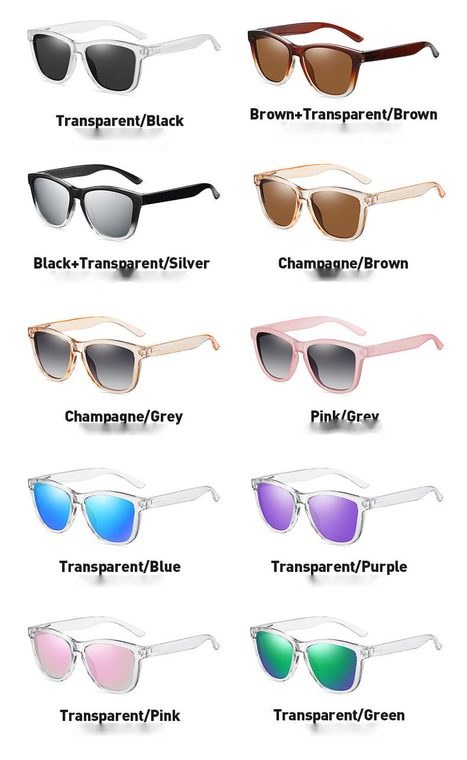 Transparent/Black
Brown+Transparent/Brown
Black+Transparent/Silver
Champagne/Brown
Champagne/Grey
Pink/Grey
Transparent/Blue
Transparent/Purple
Transparent/Pink
Transparent/Green